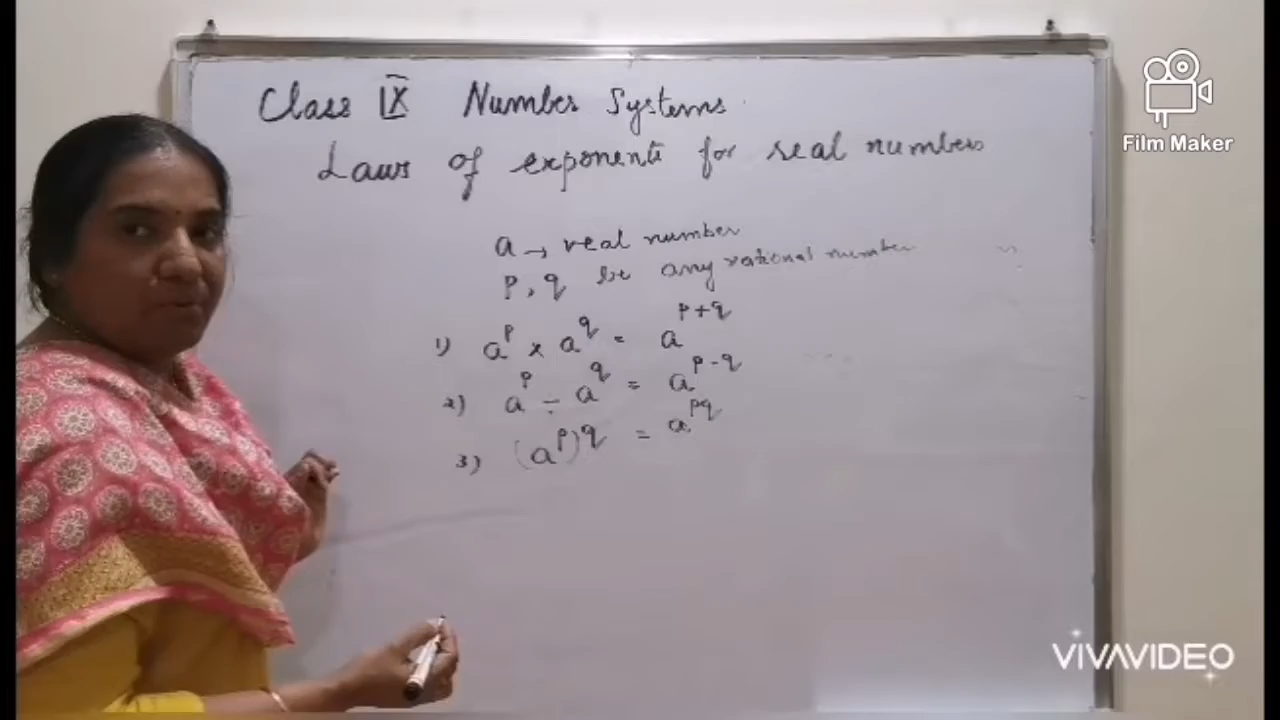 Class IX Number Systems
Laws of exponents for real numbers
a → real number
p, q be any rational number
1) a^p × a^q = a^(p+q)
2) a^p ÷ a^q = a^(p-q)
3) (a^p)^q = a^(pq)
Film Maker
VIVAVIDEO